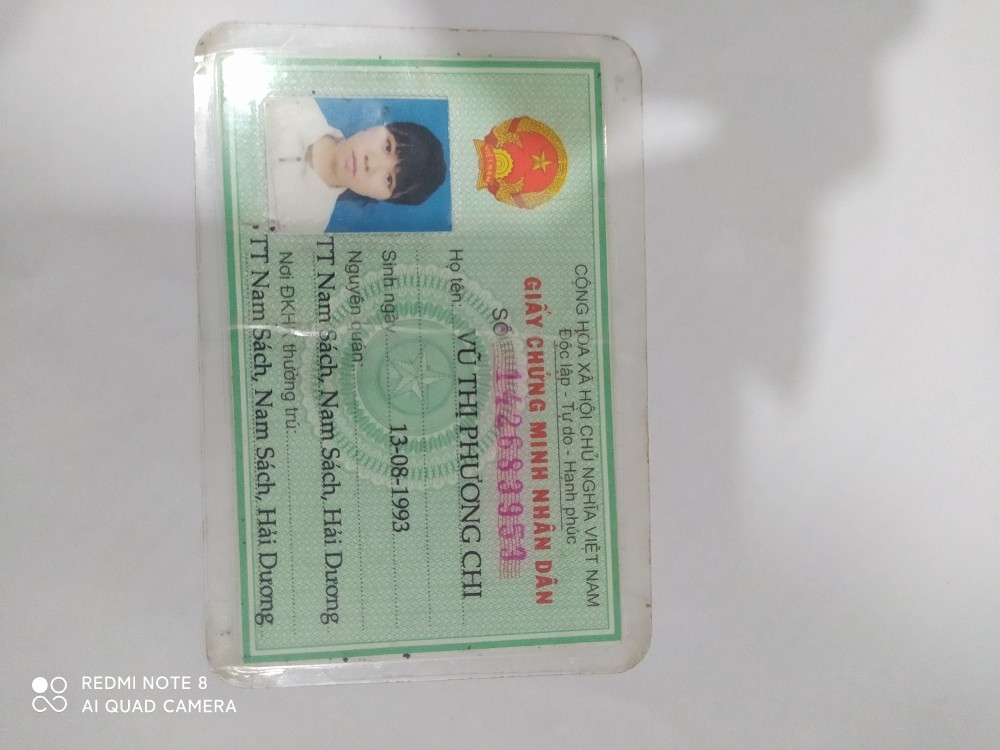 CỘNG HÒA XÃ HỘI CHỦ NGHĨA VIỆT NAM
Độc lập - Tự do - Hạnh phúc
GIẤY CHỨNG MINH NHÂN DÂN
SỐ
Họ tên: VŨ THỊ PHƯƠNG CHI
Sinh ngày 13-08-1993
Nguyên quán:
TT Nam Sách, Nam Sách, Hải Dương
Nơi ĐKHK thường trú:
TT Nam Sách, Nam Sách, Hải Dương
VIỆT NAM
REDMI NOTE 8
AI QUAD CAMERA